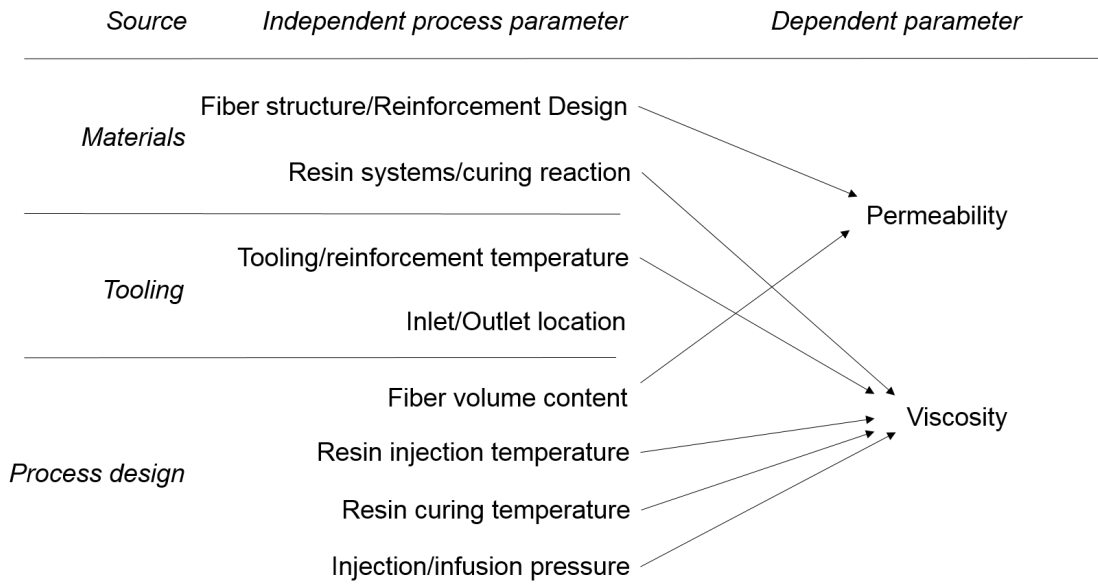 Source Independent process parameter Dependent parameter
Fiber structure/Reinforcement Design
Materials
Resin systems/curing reaction
Permeability
Tooling/reinforcement temperature
Tooling
Inlet/Outlet location
Fiber volume content
Viscosity
Resin injection temperature
Process design
Resin curing temperature
Injection/infusion pressure